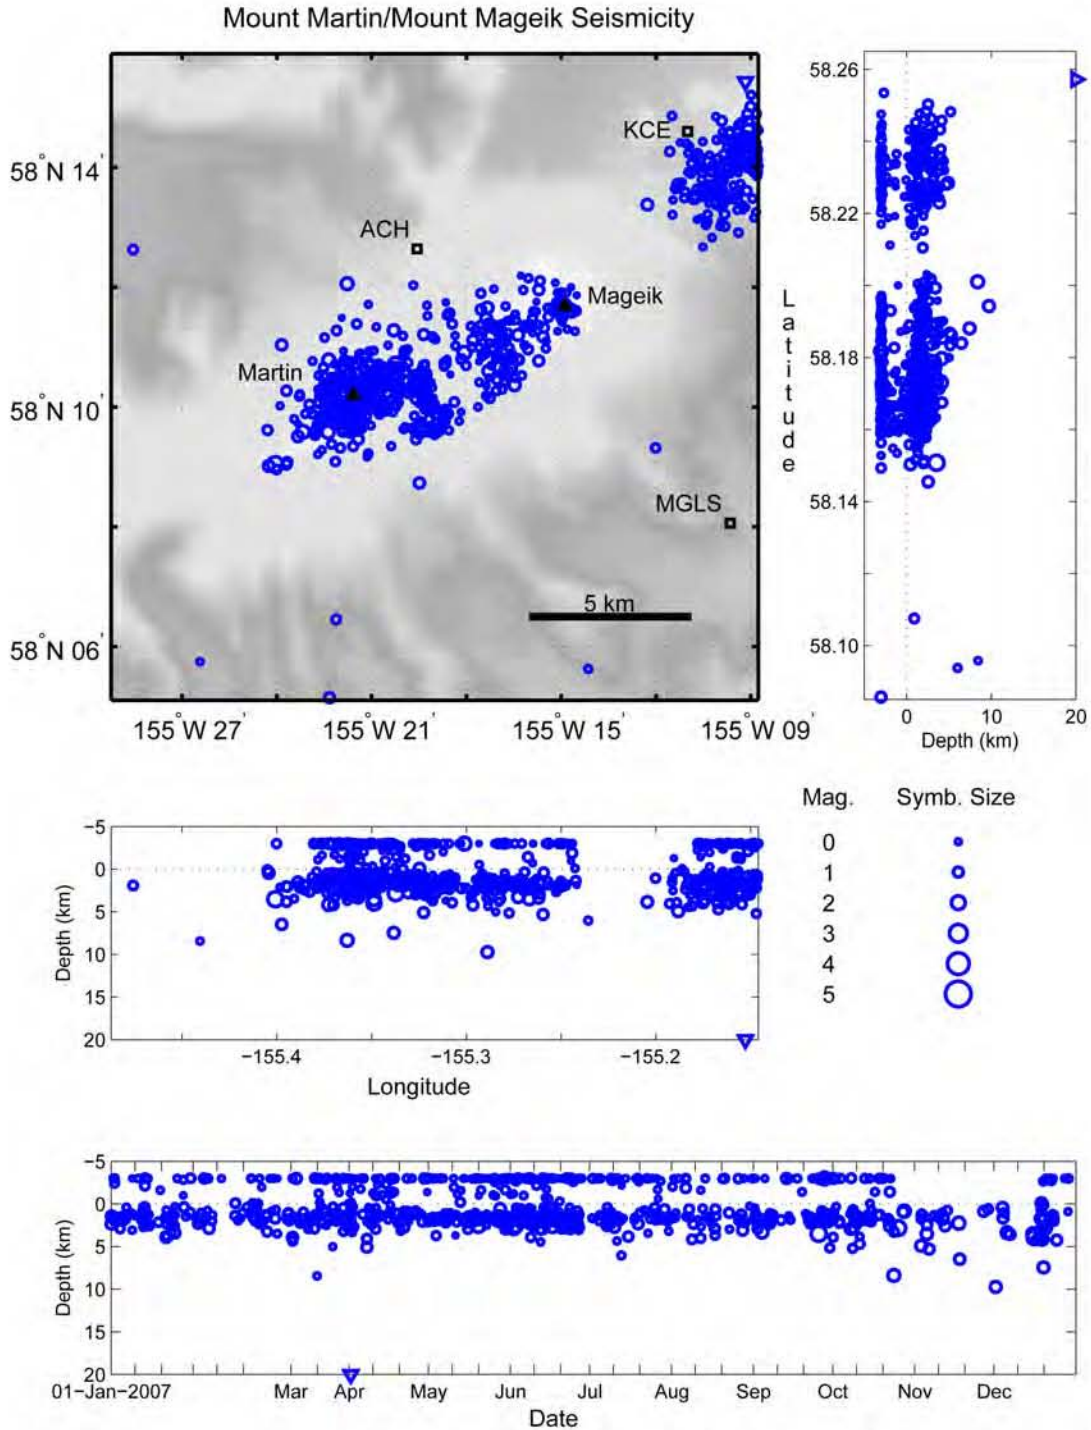 Mount Martin/Mount Mageik Seismicity
58°N 14'
58°N 10'
58°N 06'
KCE
ACH
Mageik
Martin
MGLS
5 km
155°W 27'
155°W 21'
155°W 15'
155°W 09'
Latitude
58.26
58.22
58.18
58.14
58.10
0 10 20
Depth (km)
Mag. Symb. Size
0
1
2
3
4
5
−5
0
5
10
15
20
Depth (km)
−155.4 −155.3 −155.2
Longitude
−5
0
5
10
15
20
Depth (km)
01−Jan−2007 Mar Apr May Jun Jul Aug Sep Oct Nov Dec
Date